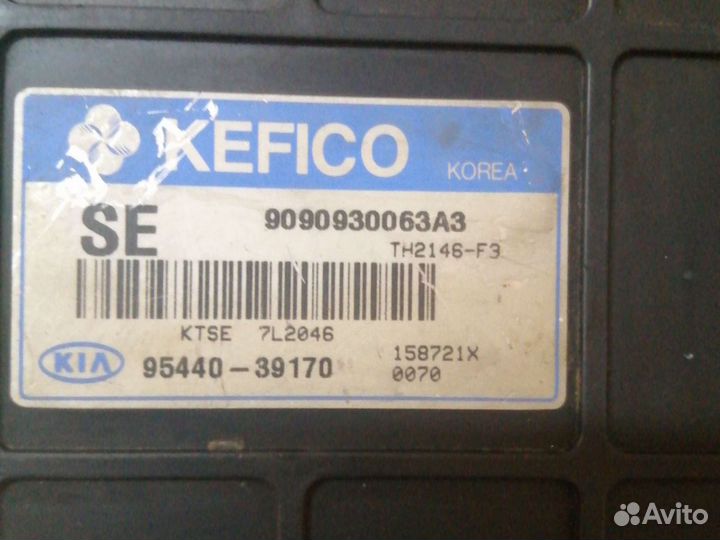 KEFICO
KOREA
SE
9090930063A3
TH2146-F3
KTSE 7L2046
KIA
95440-39170
158721X
0070
Avito